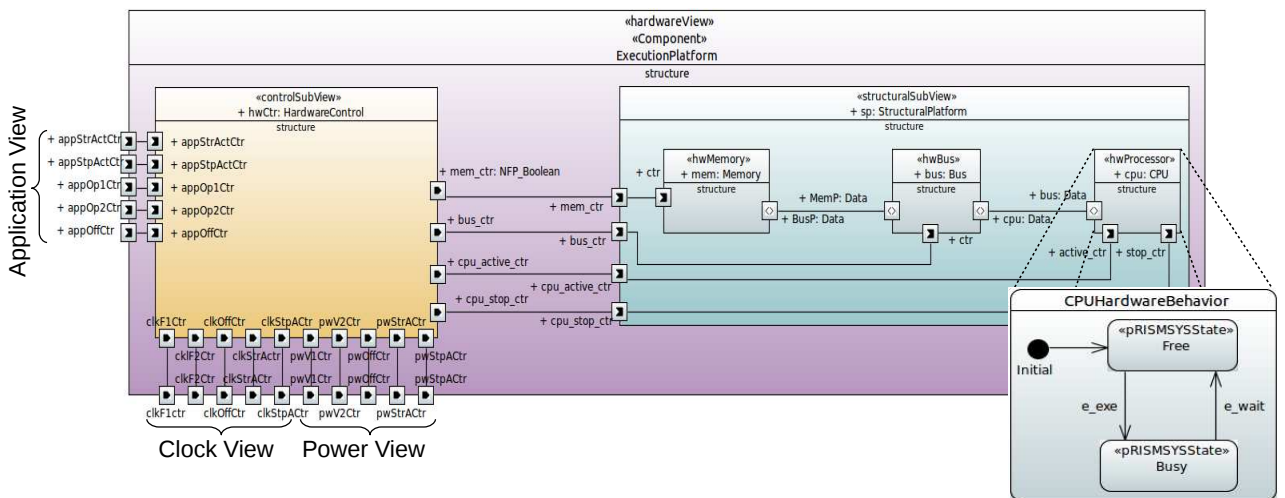 «hardwareView»
«Component»
ExecutionPlatform
structure
«controlSubView»
+ hwCtr: HardwareControl
structure
«structuralSubView»
+ sp: StructuralPlatform
structure
Application View
+ appStrActCtr
+ appStpActCtr
+ appOp1Ctr
+ appOp2Ctr
+ appOffCtr
+ appStrActCtr
+ appStpActCtr
+ appOp1Ctr
+ appOp2Ctr
+ appOffCtr
+ mem_ctr: NFP_Boolean
+ bus_ctr
+ cpu_active_ctr
+ cpu_stop_ctr
+ mem_ctr
+ bus_ctr
+ cpu_active_ctr
+ cpu_stop_ctr
+ ctr
«hwMemory»
+ mem: Memory
structure
+ MemP: Data
+ BusP: Data
«hwBus»
+ bus: Bus
structure
+ ctr
+ bus: Data
+ cpu: Data
«hwProcessor»
+ cpu: CPU
structure
+ active_ctr
+ stop_ctr
clkF1Ctr clkOffCtr clkStpACtr pwV2Ctr pwStrACtr
cklF2Ctr clkStrActr pwV1Ctr pwOffCtr pwStpACtr
clkF2Ctr clkStrACtr pwV1Ctr pwOffCtr pwStpACtr
clkF1ctr clkOffCtr clkStpACtr pwV2Ctr pwStrACtr
Clock View Power View
CPUHardwareBehavior
«pRISMSYSState»
Free
Initial
e_exe
e_wait
«pRISMSYSState»
Busy